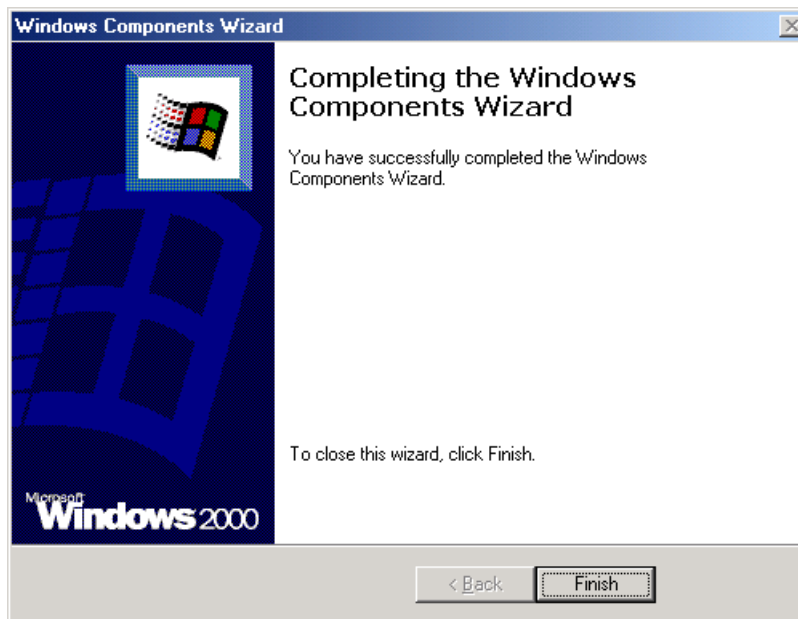 Windows Components Wizard
Completing the Windows
Components Wizard
You have successfully completed the Windows
Components Wizard.
To close this wizard, click Finish.
Microsoft
Windows 2000
< Back
Finish